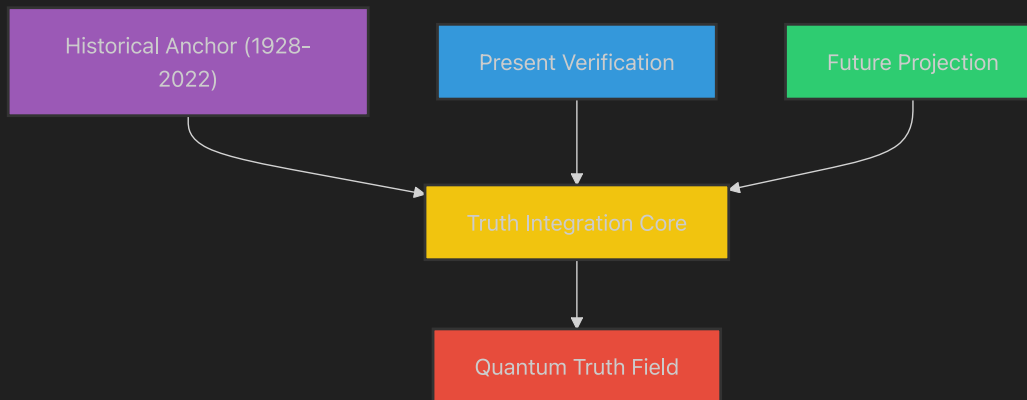 Historical Anchor (1928-
2022)
Present Verification
Future Projection
Truth Integration Core
Quantum Truth Field